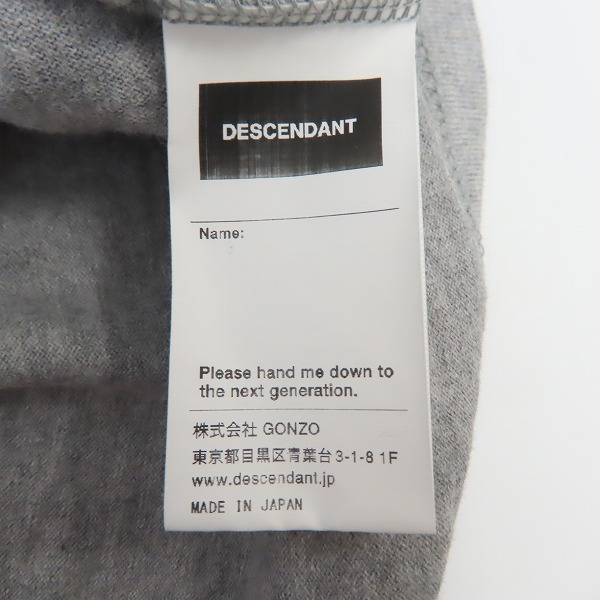 DESCENDANT
Name:
Please hand me down to
the next generation.
株式会社 GONZO
東京都目黒区青葉台3-1-8 1F
www.descendant.jp
MADE IN JAPAN